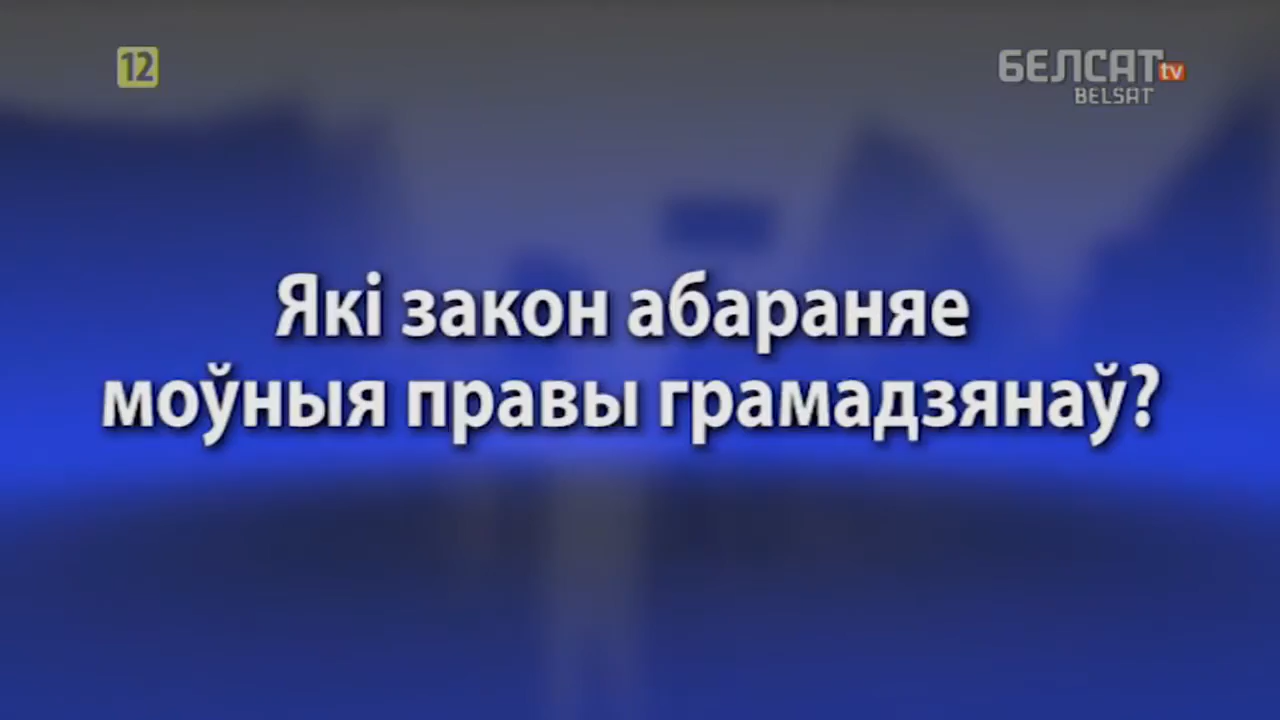 12
БЕЛСАТ tv
BELSAT
Які закон абараняе
моўныя правы грамадзянаў?